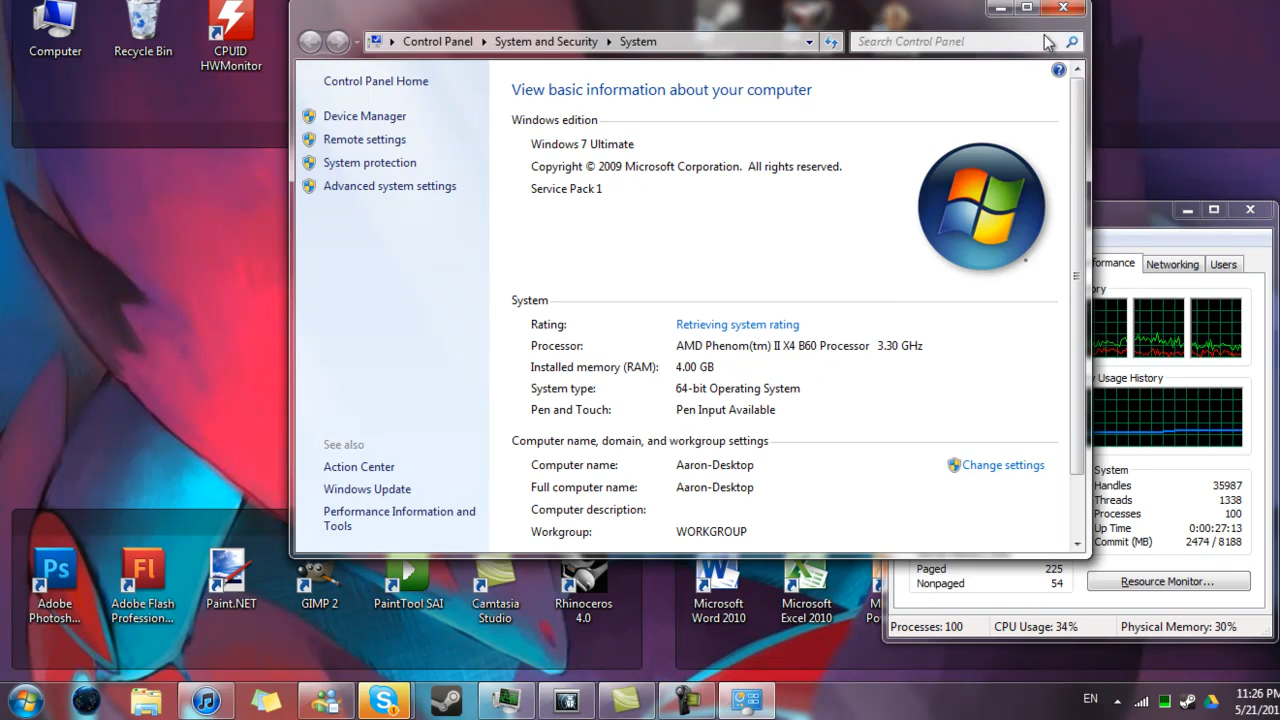 Computer
Recycle Bin
CPUID
HWMonitor
Control Panel
System and Security
System
Search Control Panel
Control Panel Home
Device Manager
Remote settings
System protection
Advanced system settings
See also
Action Center
Windows Update
Performance Information and
Tools
View basic information about your computer
Windows edition
Windows 7 Ultimate
Copyright © 2009 Microsoft Corporation. All rights reserved.
Service Pack 1
System
Rating: Retrieving system rating
Processor: AMD Phenom(tm) II X4 B60 Processor 3.30 GHz
Installed memory (RAM): 4.00 GB
System type: 64-bit Operating System
Pen and Touch: Pen Input Available
Computer name, domain, and workgroup settings
Computer name: Aaron-Desktop
Change settings
Full computer name: Aaron-Desktop
Computer description:
Workgroup: WORKGROUP
Networking
Users
Usage History
System
Handles 35987
Threads 1338
Processes 100
Up Time 0:00:27:13
Commit (MB) 2474 / 8188
Paged 225
Nonpaged 54
Resource Monitor...
Processes: 100
CPU Usage: 34%
Physical Memory: 30%
Ps
Adobe
Photosh...
Fl
Adobe Flash
Profession...
Paint.NET
GIMP 2
PaintTool SAI
Camtasia
Studio
Rhinoceros
4.0
Microsoft
Word 2010
Microsoft
Excel 2010
EN
11:26 PM